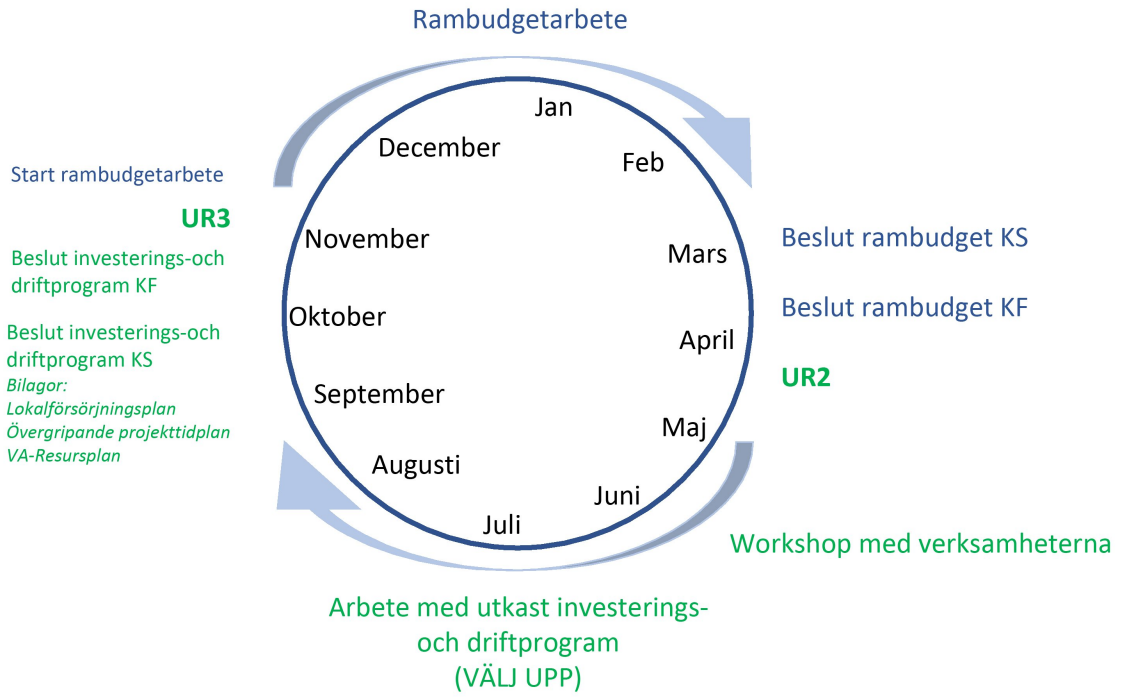 Rambudgetarbete
Jan
Feb
Mars
April
Maj
Juni
Juli
Augusti
September
Oktober
November
December
Beslut rambudget KS
Beslut rambudget KF
UR2
Workshop med verksamheterna
Arbete med utkast investerings-
och driftprogram
(VÄLJ UPP)
Start rambudgetarbete
UR3
Beslut investerings-och
driftprogram KF
Beslut investerings-och
driftprogram KS
Bilagor:
Lokalförsörjningsplan
Övergripande projekttidplan
VA-Resursplan